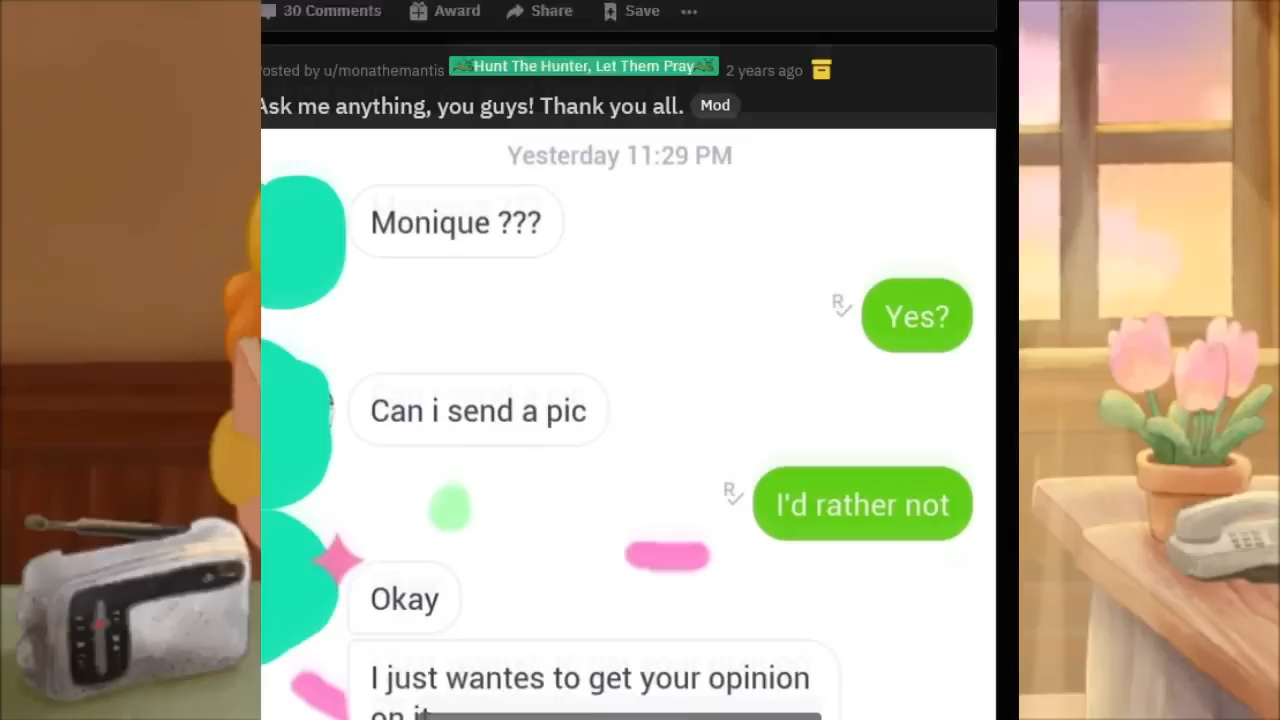 30 Comments Award Share Save ...
osted by u/monathemantis Hunt The Hunter, Let Them Pray 2 years ago
Ask me anything, you guys! Thank you all. Mod
Yesterday 11:29 PM
Monique ???
R Yes?
Can i send a pic
R I'd rather not
Okay
I just wantes to get your opinion
on it